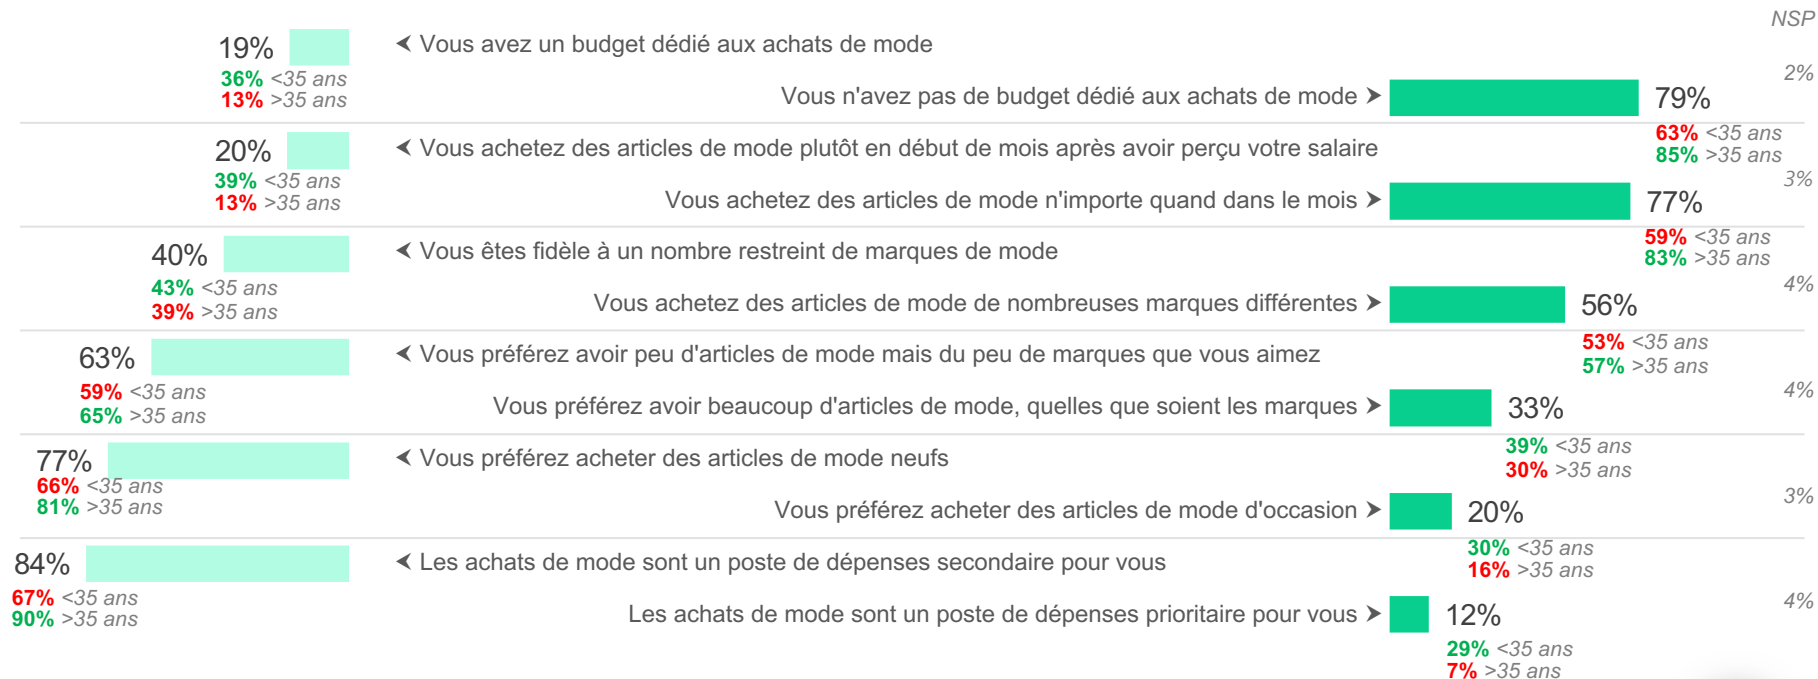 NSP
19%
⮜ Vous avez un budget dédié aux achats de mode
36% <35 ans
13% >35 ans
2%
Vous n'avez pas de budget dédié aux achats de mode ⮞
79%
63% <35 ans
85% >35 ans
20%
⮜ Vous achetez des articles de mode plutôt en début de mois après avoir perçu votre salaire
39% <35 ans
13% >35 ans
3%
Vous achetez des articles de mode n'importe quand dans le mois ⮞
77%
59% <35 ans
83% >35 ans
40%
⮜ Vous êtes fidèle à un nombre restreint de marques de mode
43% <35 ans
39% >35 ans
4%
Vous achetez des articles de mode de nombreuses marques différentes ⮞
56%
53% <35 ans
57% >35 ans
63%
⮜ Vous préférez avoir peu d'articles de mode mais du peu de marques que vous aimez
59% <35 ans
65% >35 ans
4%
Vous préférez avoir beaucoup d'articles de mode, quelles que soient les marques ⮞
33%
39% <35 ans
30% >35 ans
77%
⮜ Vous préférez acheter des articles de mode neufs
66% <35 ans
81% >35 ans
3%
Vous préférez acheter des articles de mode d'occasion ⮞
20%
30% <35 ans
16% >35 ans
84%
⮜ Les achats de mode sont un poste de dépenses secondaire pour vous
67% <35 ans
90% >35 ans
4%
Les achats de mode sont un poste de dépenses prioritaire pour vous ⮞
12%
29% <35 ans
7% >35 ans